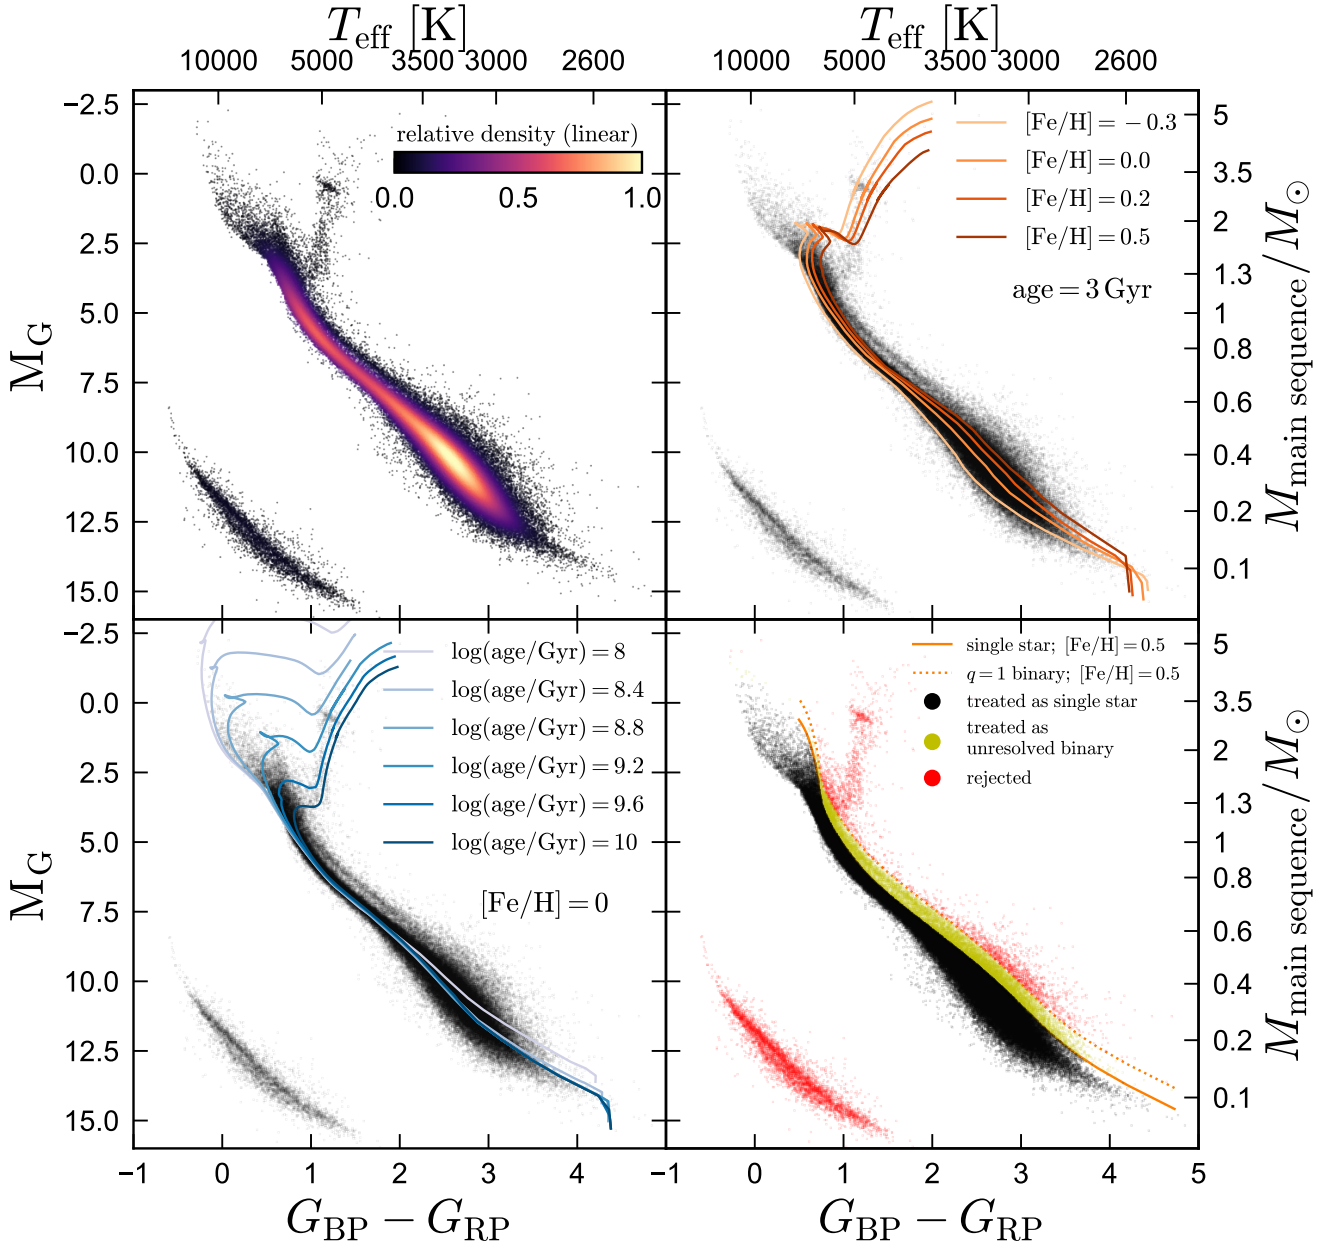 T_eff [K] T_eff [K]
10000 5000 3500 3000 2600 10000 5000 3500 3000 2600
−2.5
0.0
2.5
5.0
7.5
10.0
12.5
15.0
M_G
relative density (linear)
0.0 0.5 1.0
[Fe/H] = −0.3
[Fe/H] = 0.0
[Fe/H] = 0.2
[Fe/H] = 0.5
age = 3 Gyr
5
3.5
2
1.3
1
0.8
0.6
0.4
0.2
0.1
M_main sequence/M_⊙
−2.5
0.0
2.5
5.0
7.5
10.0
12.5
15.0
M_G
log(age/Gyr) = 8
log(age/Gyr) = 8.4
log(age/Gyr) = 8.8
log(age/Gyr) = 9.2
log(age/Gyr) = 9.6
log(age/Gyr) = 10
[Fe/H] = 0
single star; [Fe/H] = 0.5
q = 1 binary; [Fe/H] = 0.5
treated as single star
treated as
unresolved binary
rejected
5
3.5
2
1.3
1
0.8
0.6
0.4
0.2
0.1
M_main sequence/M_⊙
−1 0 1 2 3 4 −1 0 1 2 3 4 5
G_BP − G_RP G_BP − G_RP